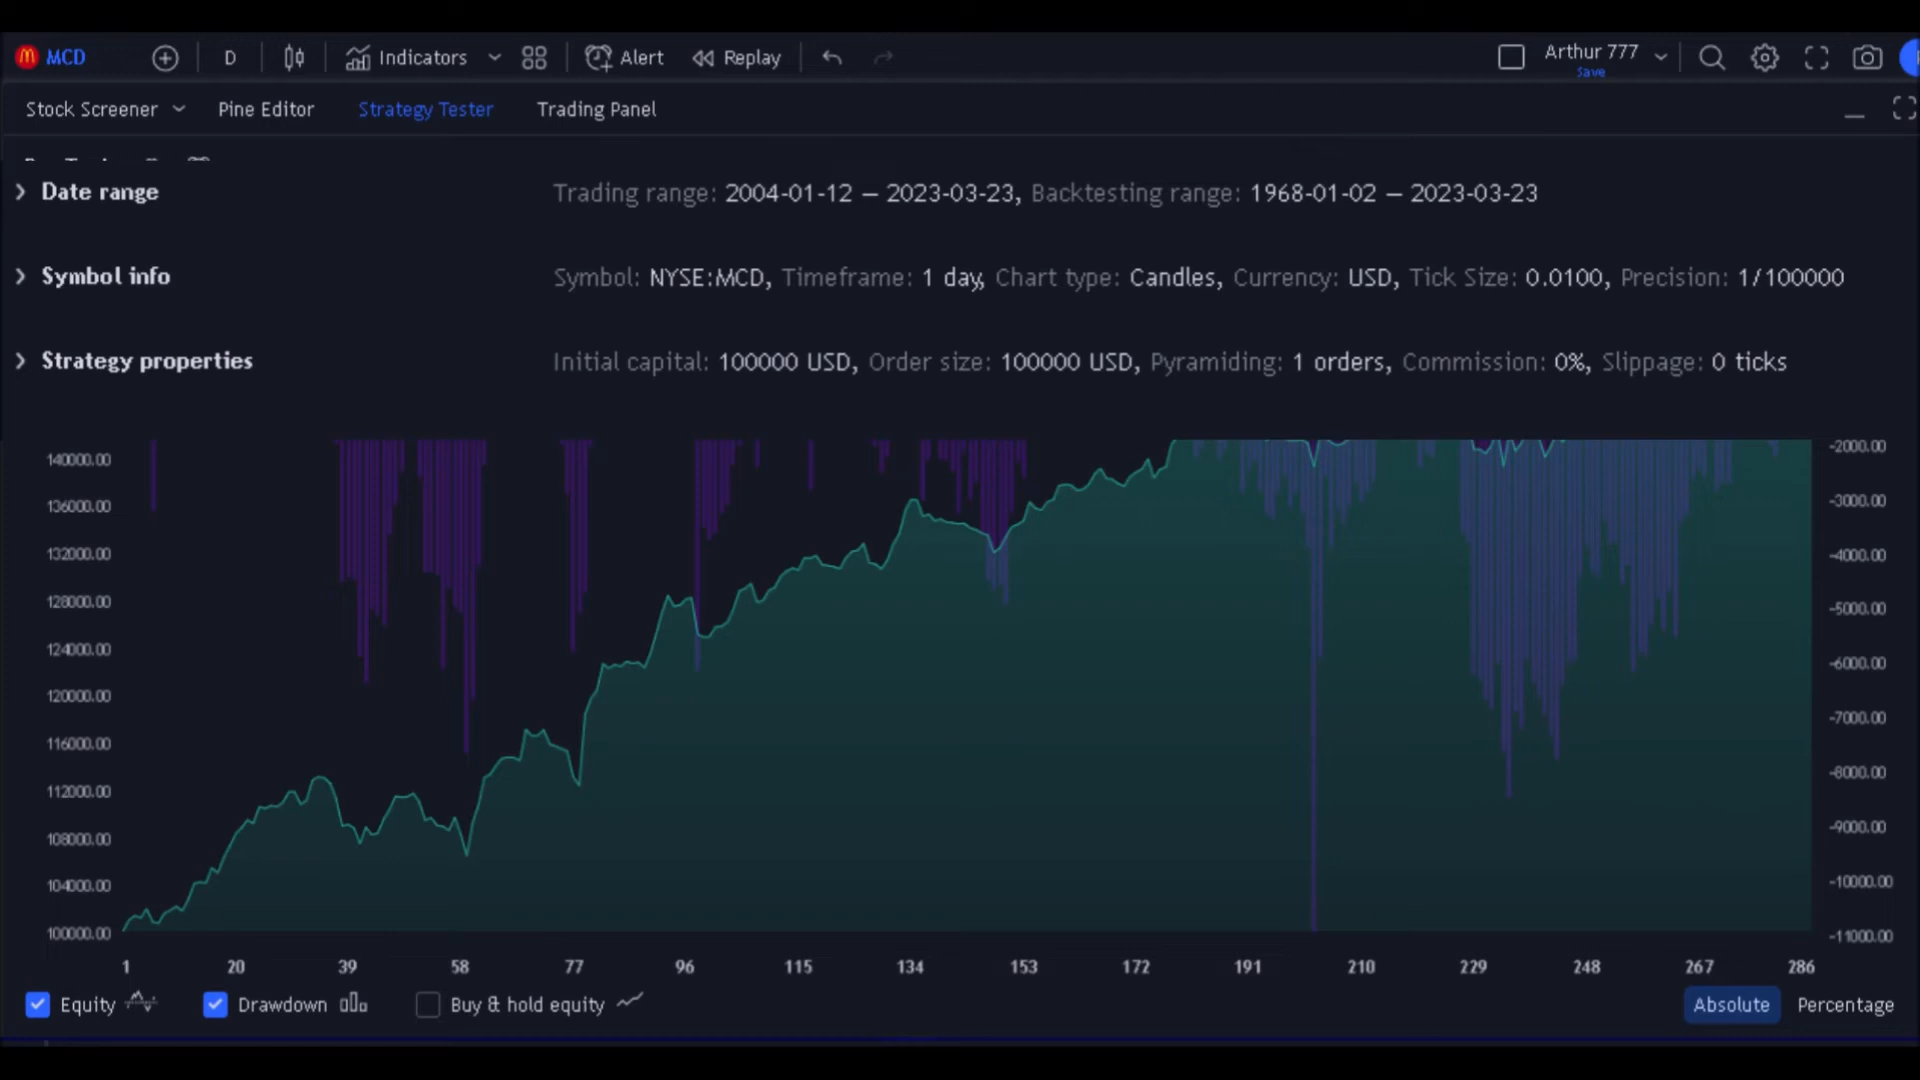 MCD D Indicators Alert Replay Arthur 777
Save
Stock Screener Pine Editor Strategy Tester Trading Panel
Date range Trading range: 2004-01-12 — 2023-03-23, Backtesting range: 1968-01-02 — 2023-03-23
Symbol info Symbol: NYSE:MCD, Timeframe: 1 day, Chart type: Candles, Currency: USD, Tick Size: 0.0100, Precision: 1/100000
Strategy properties Initial capital: 100000 USD, Order size: 100000 USD, Pyramiding: 1 orders, Commission: 0%, Slippage: 0 ticks
140000.00 -2000.00
136000.00 -3000.00
132000.00 -4000.00
128000.00 -5000.00
124000.00 -6000.00
120000.00 -7000.00
116000.00 -8000.00
112000.00 -9000.00
108000.00 -10000.00
104000.00 -11000.00
100000.00
1 20 39 58 77 96 115 134 153 172 191 210 229 248 267 286
Equity Drawdown Buy & hold equity Absolute Percentage